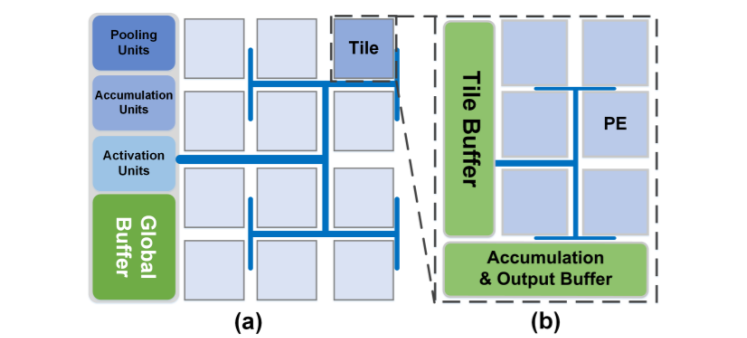 Pooling
Units
Accumulation
Units
Activation
Units
Global
Buffer
Tile
(a)
Tile Buffer
PE
Accumulation
& Output Buffer
(b)